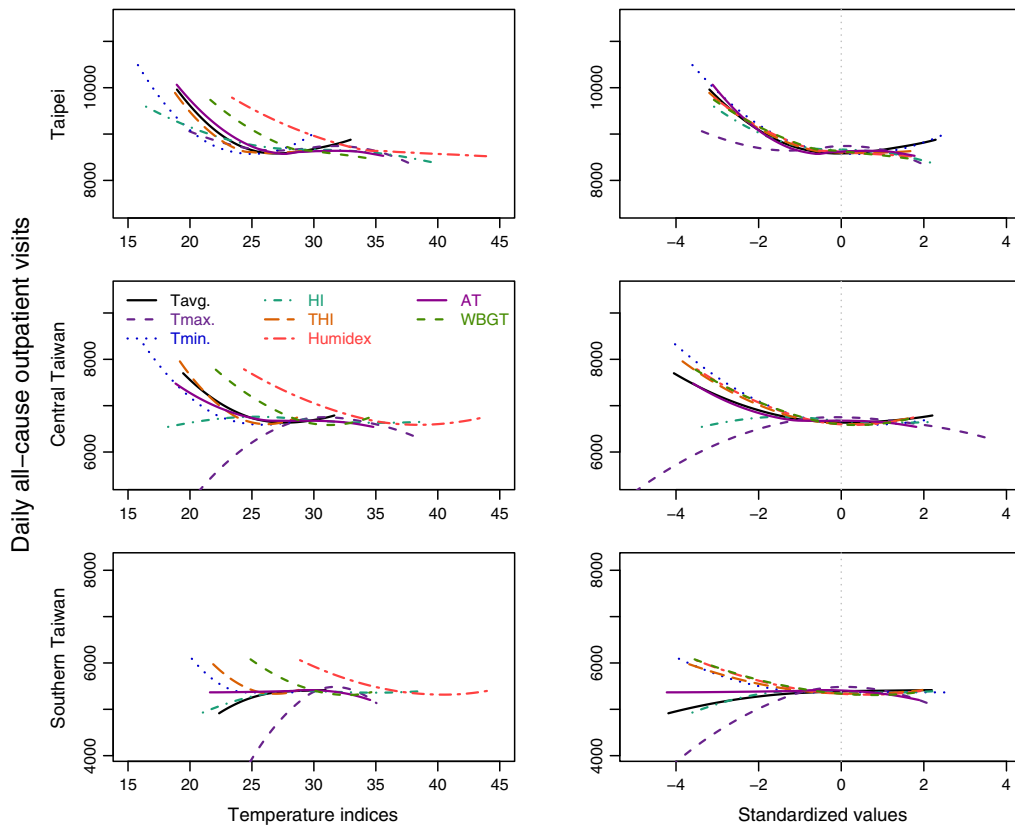 Daily all−cause outpatient visits
Taipei
8000
10000
15 20 25 30 35 40 45
−4 −2 0 2 4
Central Taiwan
6000
8000
Tavg. HI AT
Tmax. THI WBGT
Tmin. Humidex
15 20 25 30 35 40 45
6000
8000
−4 −2 0 2 4
Southern Taiwan
4000
6000
8000
15 20 25 30 35 40 45
Temperature indices
8000
10000
4000
6000
8000
−4 −2 0 2 4
Standardized values